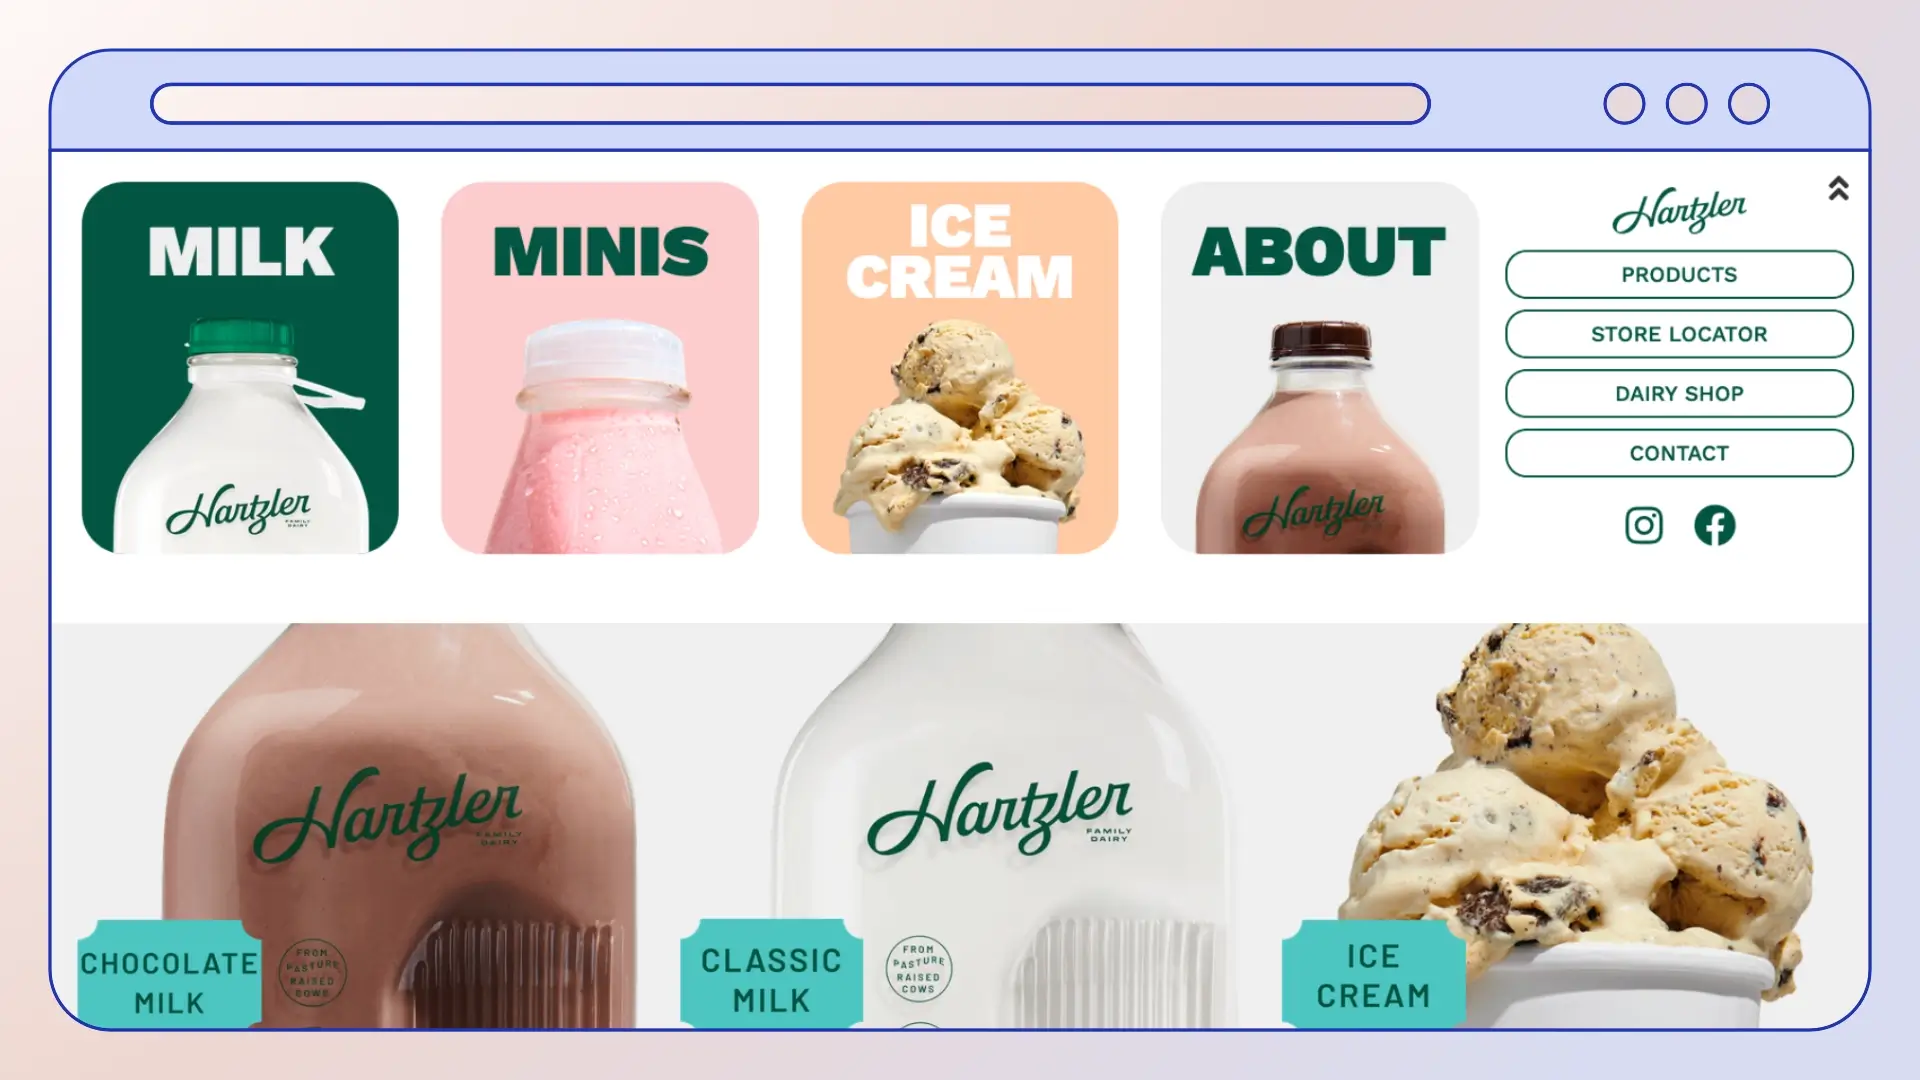 MILK
MINIS
ICE
CREAM
ABOUT
Hartzler
PRODUCTS
STORE LOCATOR
DAIRY SHOP
CONTACT
Hartzler
FAMILY
DAIRY
Hartzler
Hartzler
FAMILY
DAIRY
Hartzler
FAMILY
DAIRY
CHOCOLATE
MILK
FROM
PASTURE
RAISED
COWS
CLASSIC
MILK
FROM
PASTURE
RAISED
COWS
ICE
CREAM